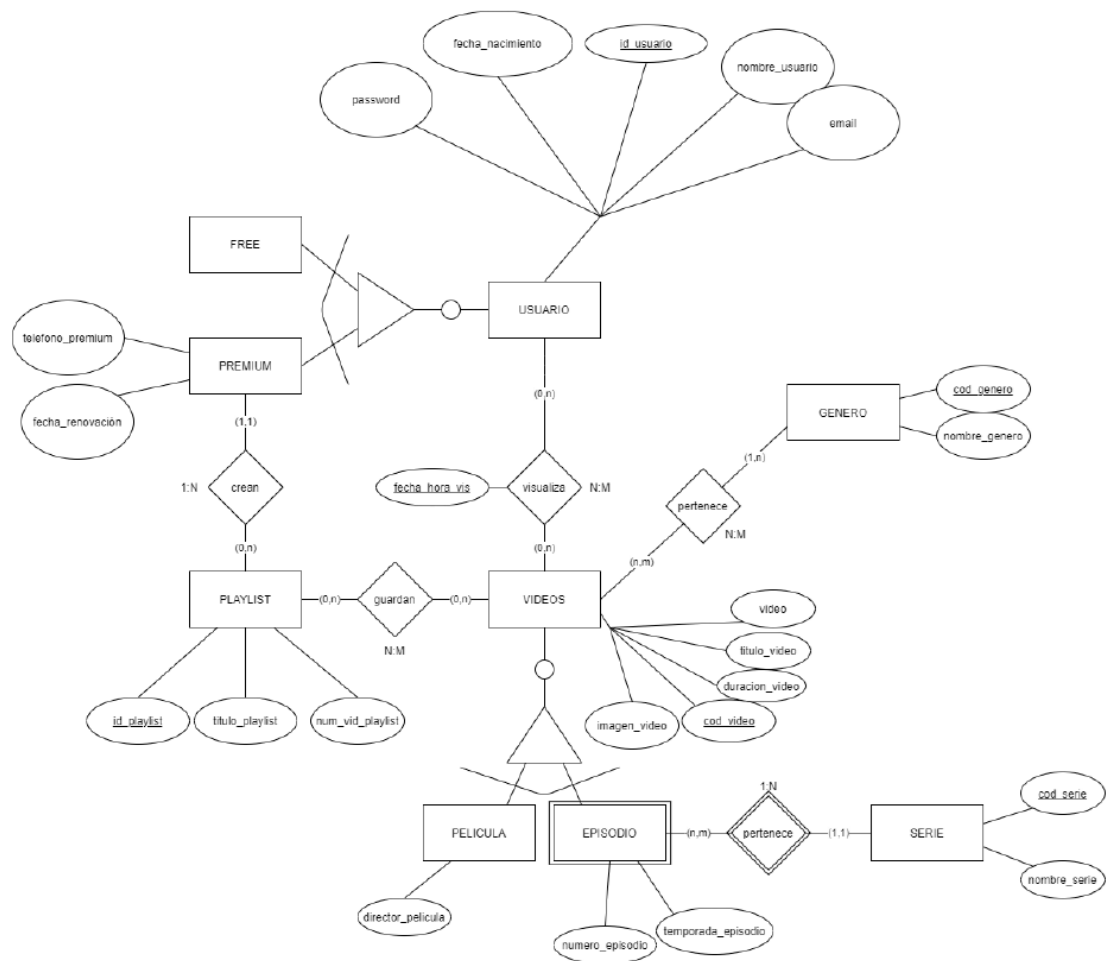 fecha_nacimiento
id_usuario
nombre_usuario
password
email
FREE
USUARIO
telefono_premium
PREMIUM
fecha_renovación
(1,1)
(0,n)
GENERO
cod_genero
nombre_genero
(1,n)
1:N
crean
fecha_hora_vis
visualiza
N:M
pertenece
N:M
(0,n)
(0,n)
(n,m)
PLAYLIST
(0,n)
guardan
(0,n)
VIDEOS
N:M
video
titulo_video
duracion_video
id_playlist
titulo_playlist
num_vid_playlist
imagen_video
cod_video
PELICULA
EPISODIO
(n,m)
1:N
pertenece
(1,1)
SERIE
cod_serie
nombre_serie
director_pelicula
numero_episodio
temporada_episodio